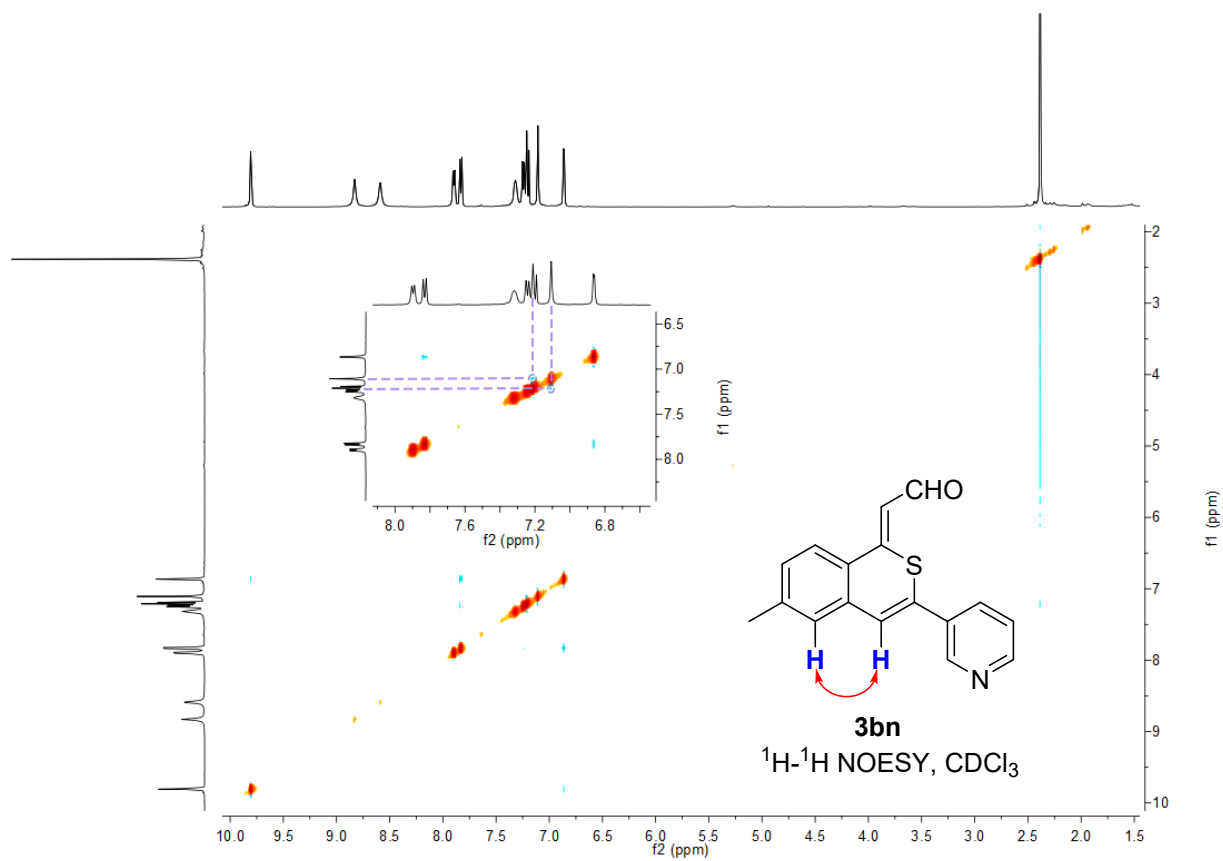 2
3
4
5
6
7
8
9
10
f1 (ppm)
6.5
7.0
7.5
8.0
f1 (ppm)
8.0 7.6 7.2 6.8
f2 (ppm)
CHO
S
H H
N
3bn
¹H-¹H NOESY, CDCl₃
10.0 9.5 9.0 8.5 8.0 7.5 7.0 6.5 6.0 5.5 5.0 4.5 4.0 3.5 3.0 2.5 2.0 1.5
f2 (ppm)